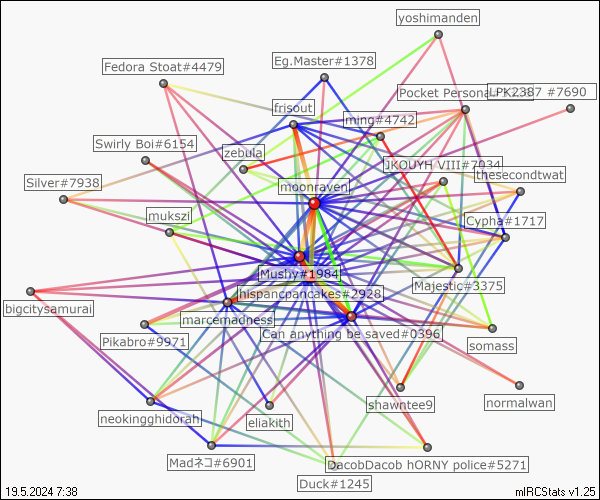 yoshimanden
Eg.Master#1378
Fedora Stoat#4479
LPK2387 #7690
Pocket Persona
frisout
ming#4742
Swirly Boi#6154
zebula
JKOUYH VIII#7034
thesecondtwat
Silver#7938
moonraven
mukszi
Cypha#1717
Mushy#1984
Majestic#3375
hispancpancakes#2928
bigcitysamurai
marcemadness
Can anything be saved#0396
Pikabro#9971
somass
shawntee9
normalwan
neokingghidorah
eliakith
Madネコ#6901
DacobDacob hORNY police#5271
Duck#1245
19.5.2024 7:38
mIRCStats v1.25